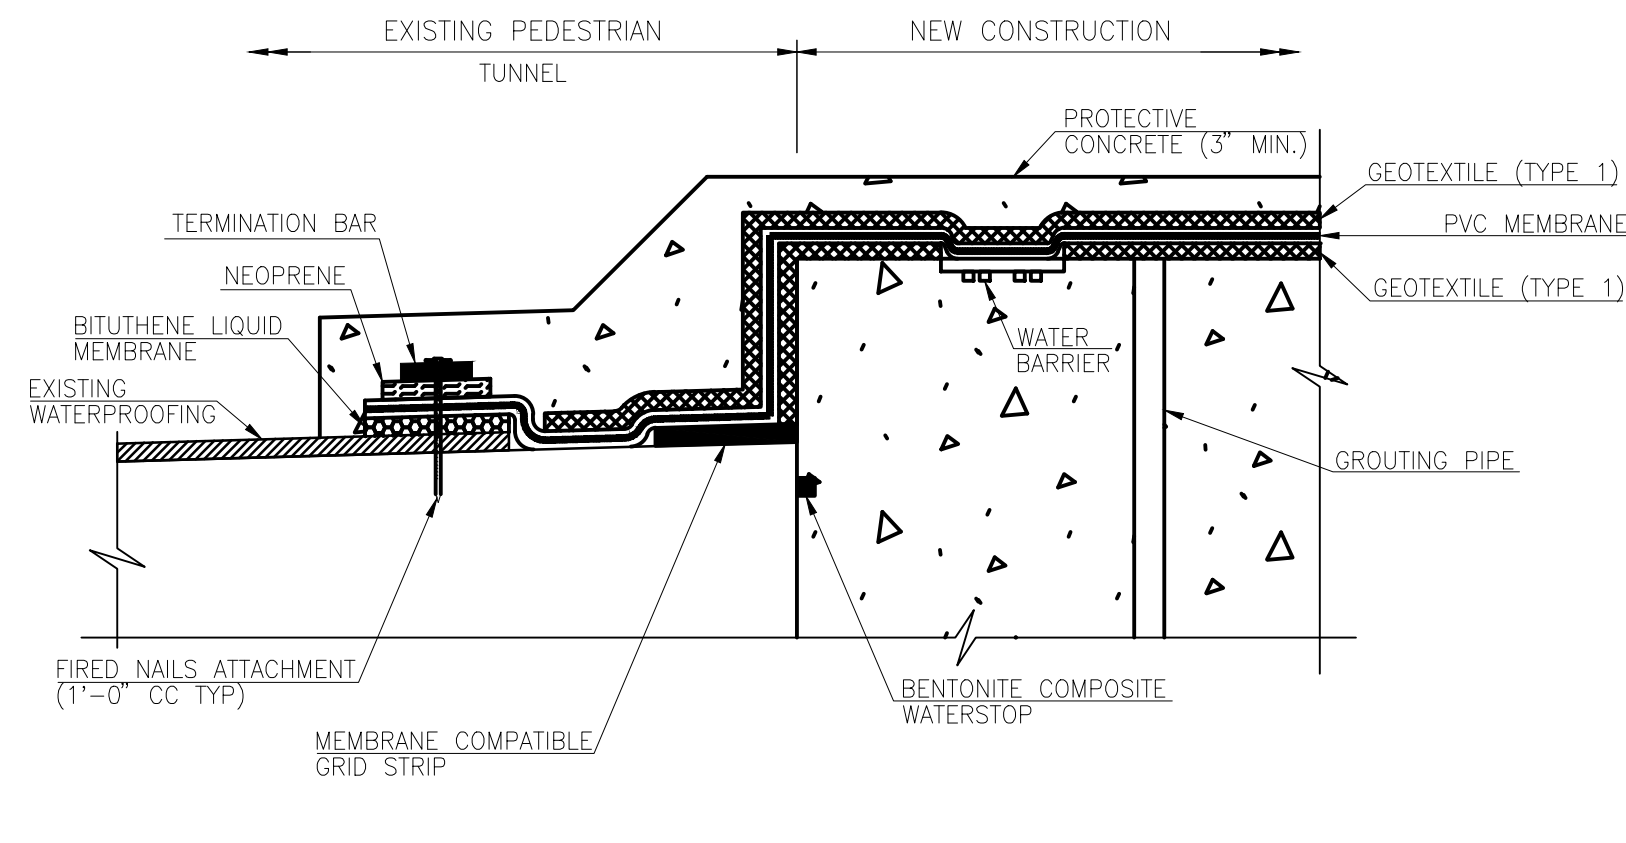 EXISTING PEDESTRIAN
TUNNEL
NEW CONSTRUCTION
PROTECTIVE
CONCRETE (3" MIN.)
GEOTEXTILE (TYPE 1)
PVC MEMBRANE
GEOTEXTILE (TYPE 1)
TERMINATION BAR
NEOPRENE
BITUTHENE LIQUID
MEMBRANE
EXISTING
WATERPROOFING
WATER
BARRIER
GROUTING PIPE
FIRED NAILS ATTACHMENT
(1'-0" CC TYP)
BENTONITE COMPOSITE
WATERSTOP
MEMBRANE COMPATIBLE
GRID STRIP